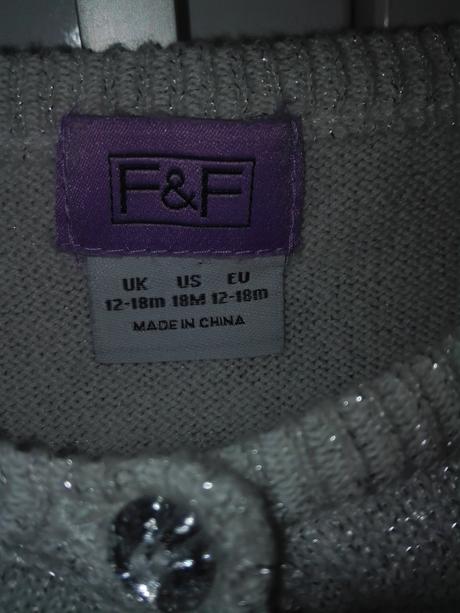 F&F
UK US EU
12-18m 18M 12-18m
MADE IN CHINA